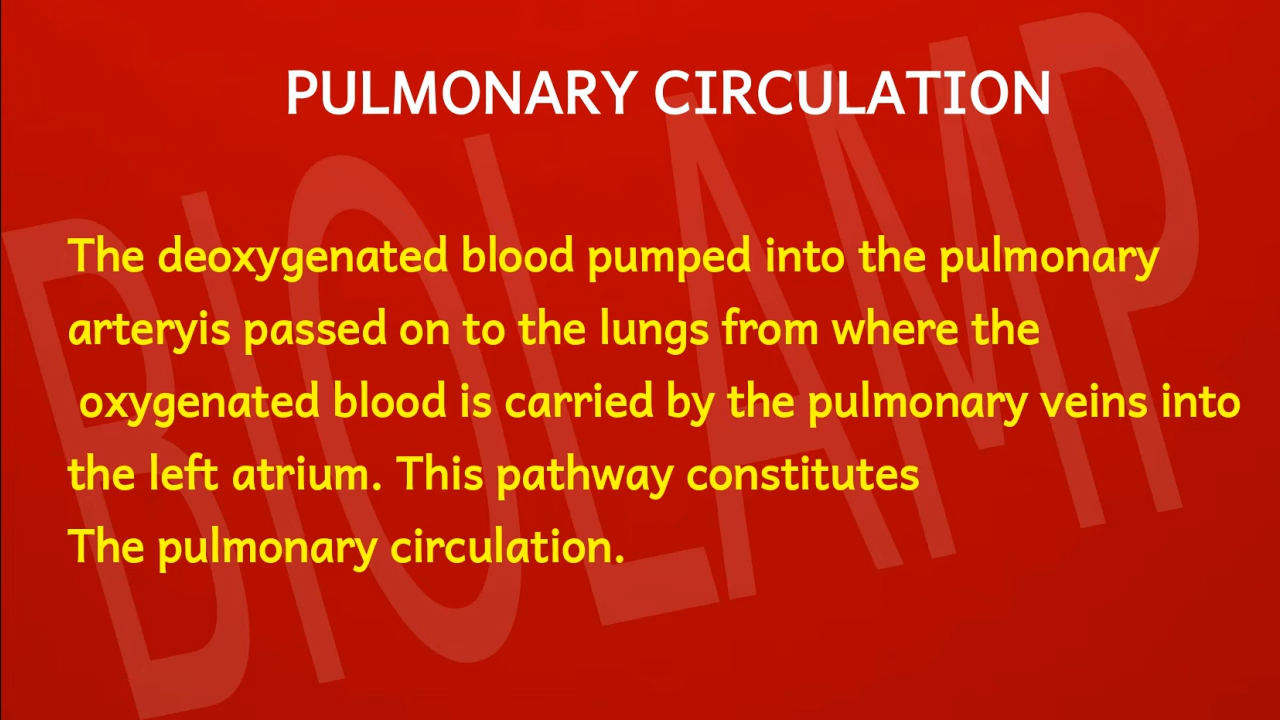 PULMONARY CIRCULATION
The deoxygenated blood pumped into the pulmonary
arteryis passed on to the lungs from where the
oxygenated blood is carried by the pulmonary veins into
the left atrium. This pathway constitutes
The pulmonary circulation.
BIOLAMP